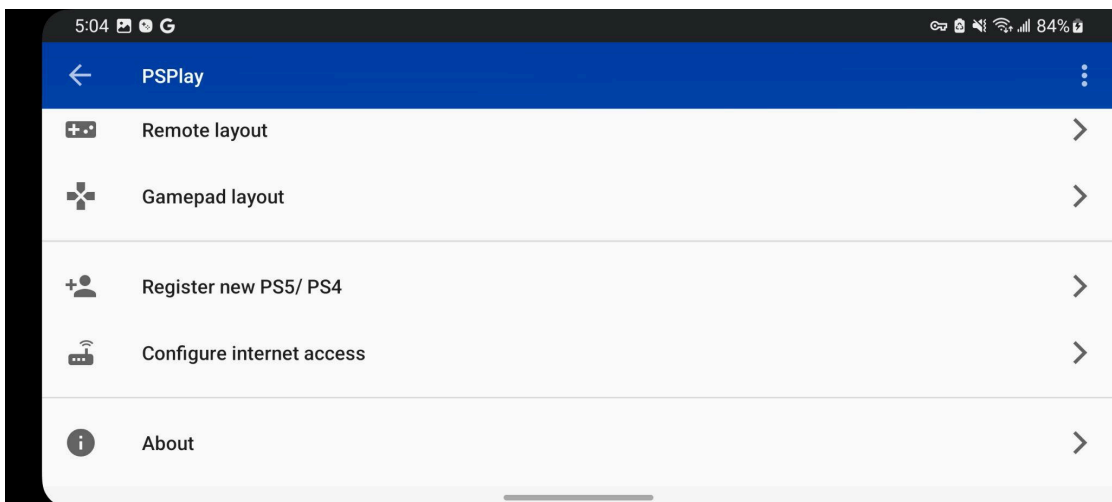 5:04 G 84%
PSPlay
Remote layout
Gamepad layout
Register new PS5/ PS4
Configure internet access
About